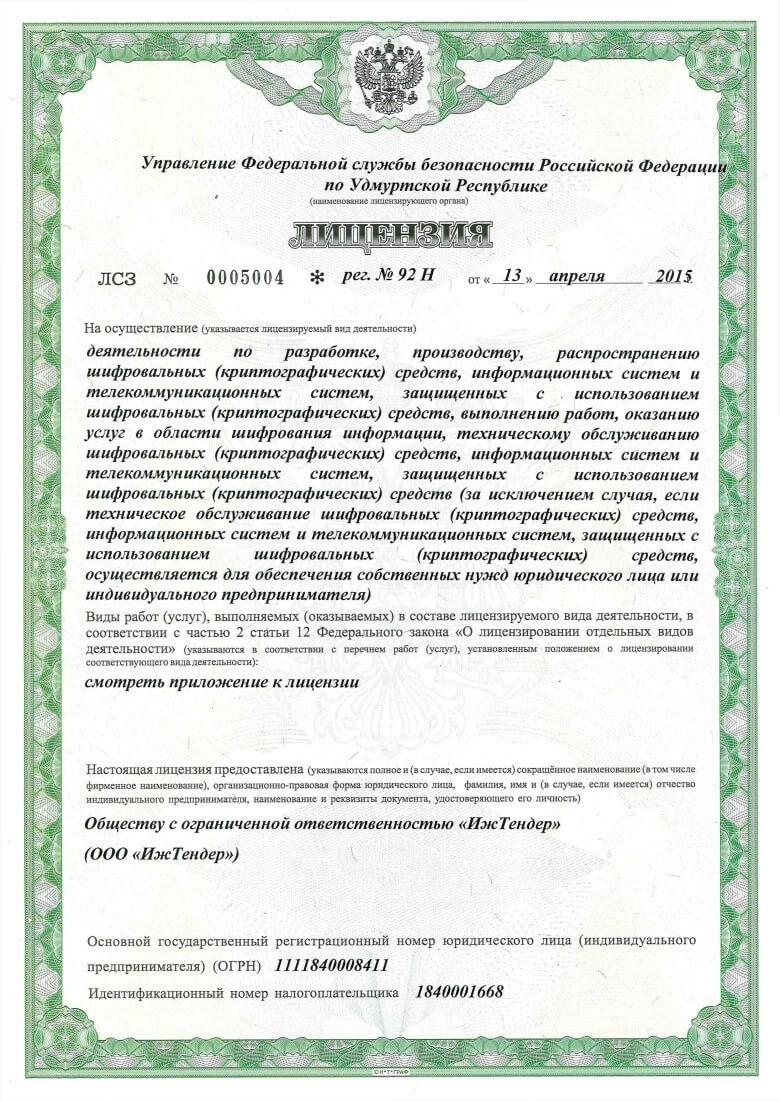 Управление Федеральной службы безопасности Российской Федерации
по Удмуртской Республике
(наименование лицензирующего органа)
ЛИЦЕНЗИЯ
ЛСЗ № 0005004 * рег. № 92 Н от « 13 » апреля 2015
На осуществление (указывается лицензируемый вид деятельности)
деятельности по разработке, производству, распространению
шифровальных (криптографических) средств, информационных систем и
телекоммуникационных систем, защищенных с использованием
шифровальных (криптографических) средств, выполнению работ, оказанию
услуг в области шифрования информации, техническому обслуживанию
шифровальных (криптографических) средств, информационных систем и
телекоммуникационных систем, защищенных с использованием
шифровальных (криптографических) средств (за исключением случая, если
техническое обслуживание шифровальных (криптографических) средств,
информационных систем и телекоммуникационных систем, защищенных с
использованием шифровальных (криптографических) средств,
осуществляется для обеспечения собственных нужд юридического лица или
индивидуального предпринимателя)
Виды работ (услуг), выполняемых (оказываемых) в составе лицензируемого вида деятельности, в
соответствии с частью 2 статьи 12 Федерального закона «О лицензировании отдельных видов
деятельности» (указываются в соответствии с перечнем работ (услуг), установленным положением о лицензировании
соответствующего вида деятельности):
смотреть приложение к лицензии
Настоящая лицензия предоставлена (указываются полное и (в случае, если имеется) сокращённое наименование (в том числе
фирменное наименование), организационно-правовая форма юридического лица, фамилия, имя и (в случае, если имеется) отчество
индивидуального предпринимателя, наименование и реквизиты документа, удостоверяющего его личность)
Обществу с ограниченной ответственностью «ИжТендер»
(ООО «ИжТендер»)
Основной государственный регистрационный номер юридического лица (индивидуального
предпринимателя) (ОГРН) 1111840008411
Идентификационный номер налогоплательщика 1840001668